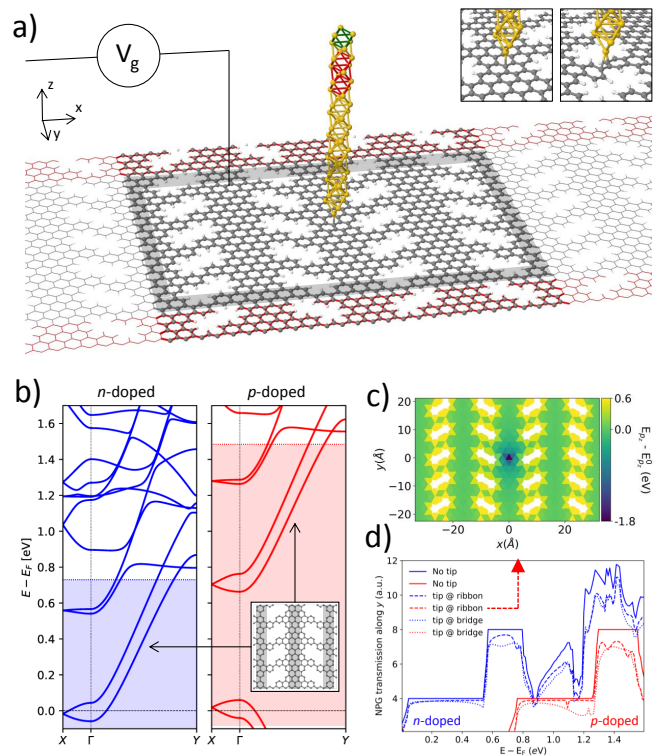 a)
V_g
z
x
y
b)
n-doped
p-doped
E − E_F [eV]
1.6
1.4
1.2
1.0
0.8
0.6
0.4
0.2
0.0
X
Γ
Y
X
Γ
Y
c)
y(Å)
20
10
0
−10
−20
−20
0
20
x(Å)
0.6
0.0
−1.8
E_{p_z} - E^0_{p_z} (eV)
d)
NPG transmission along y (a.u.)
12
10
8
6
4
No tip
No tip
tip @ ribbon
tip @ ribbon
tip @ bridge
tip @ bridge
n-doped
p-doped
0.2
0.4
0.6
0.8
1.0
1.2
1.4
E − E_F (eV)